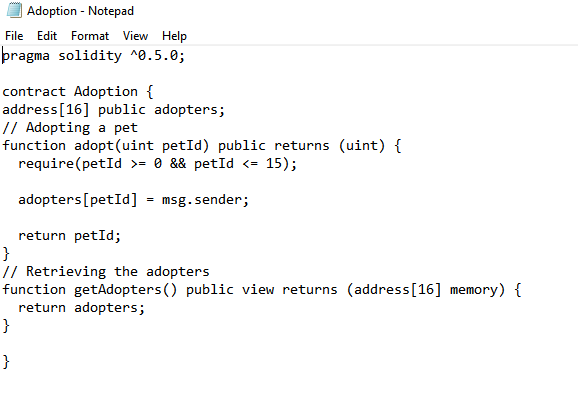 Adoption - Notepad
File Edit Format View Help
pragma solidity ^0.5.0;
contract Adoption {
address[16] public adopters;
// Adopting a pet
function adopt(uint petId) public returns (uint) {
  require(petId >= 0 && petId <= 15);
  adopters[petId] = msg.sender;
  return petId;
}
// Retrieving the adopters
function getAdopters() public view returns (address[16] memory) {
  return adopters;
}
}